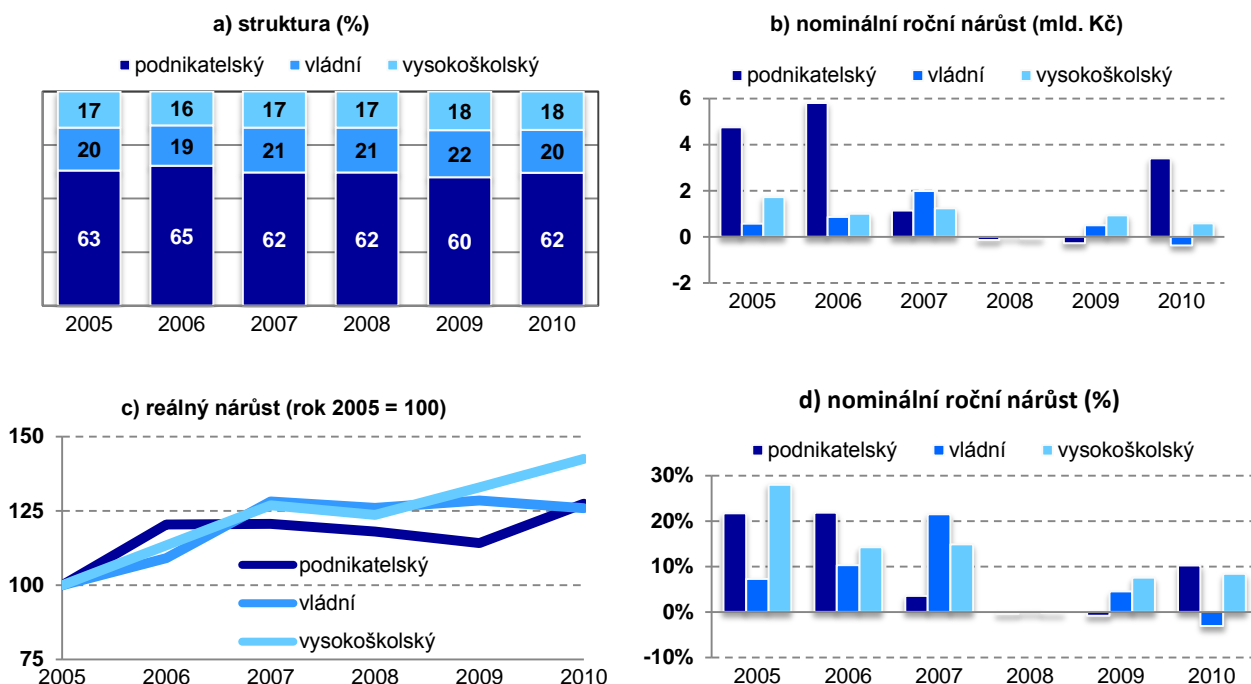 a) struktura (%)
podnikatelský vládní vysokoškolský
17 16 17 17 18 18
20 19 21 21 22 20
63 65 62 62 60 62
2005 2006 2007 2008 2009 2010
b) nominální roční nárůst (mld. Kč)
podnikatelský vládní vysokoškolský
6
4
2
0
-2
2005 2006 2007 2008 2009 2010
c) reálný nárůst (rok 2005 = 100)
150
125
100
75
podnikatelský
vládní
vysokoškolský
2005 2006 2007 2008 2009 2010
d) nominální roční nárůst (%)
podnikatelský vládní vysokoškolský
30%
20%
10%
0%
-10%
2005 2006 2007 2008 2009 2010